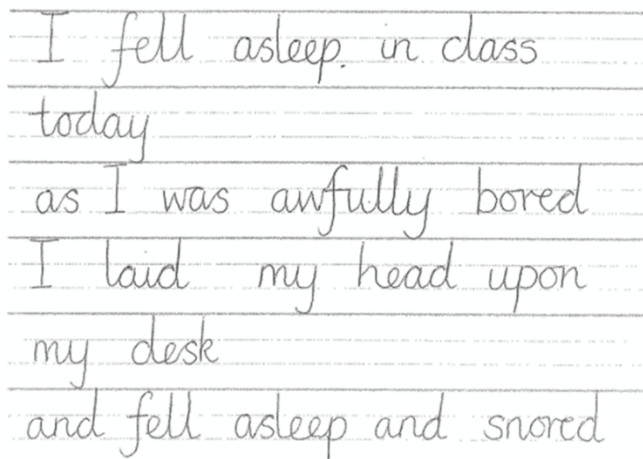 I fell asleep. in class
today
as I was awfully bored
I laid my head upon
my desk
and fell asleep and snored